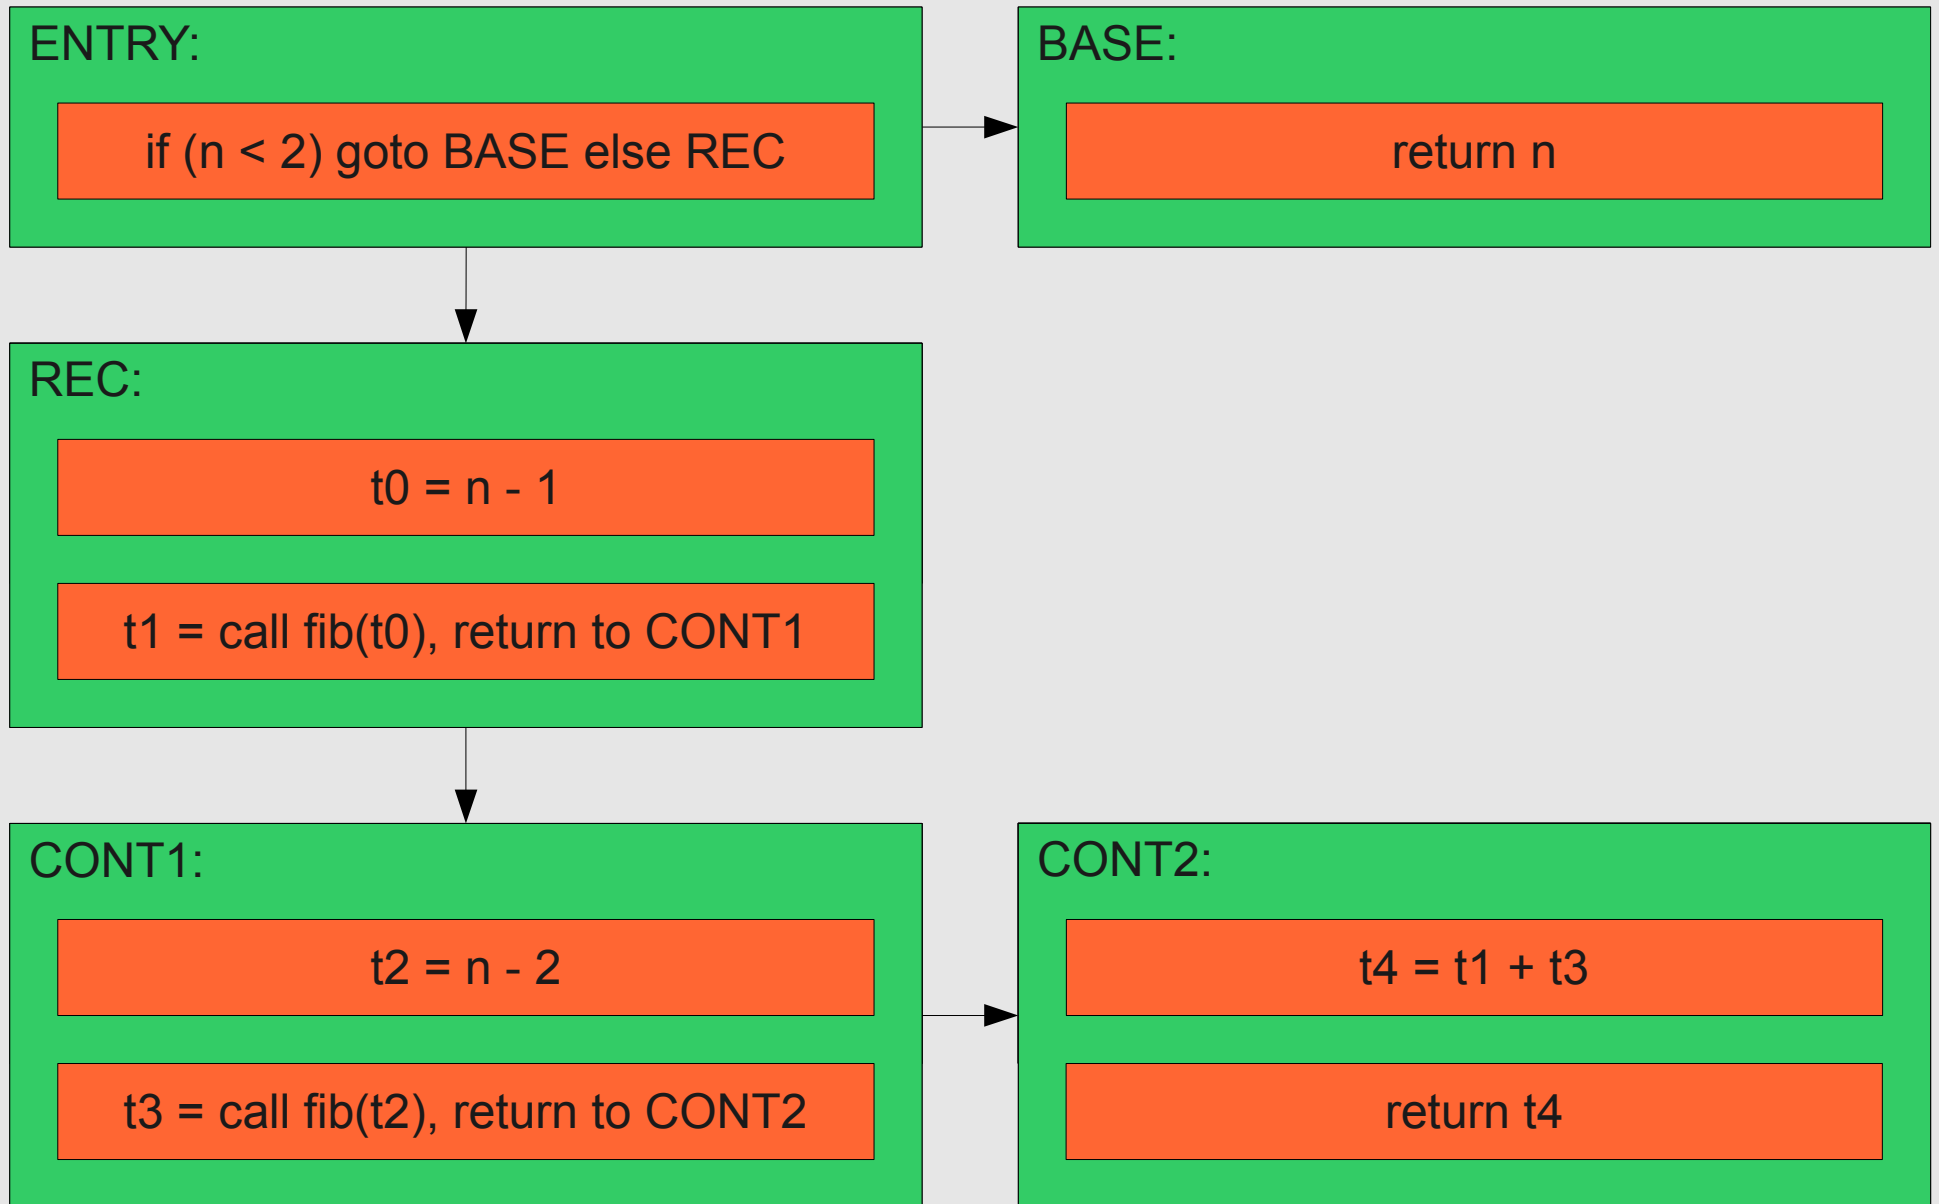 ENTRY:
if (n < 2) goto BASE else REC
BASE:
return n
REC:
t0 = n - 1
t1 = call fib(t0), return to CONT1
CONT1:
t2 = n - 2
t3 = call fib(t2), return to CONT2
CONT2:
t4 = t1 + t3
return t4